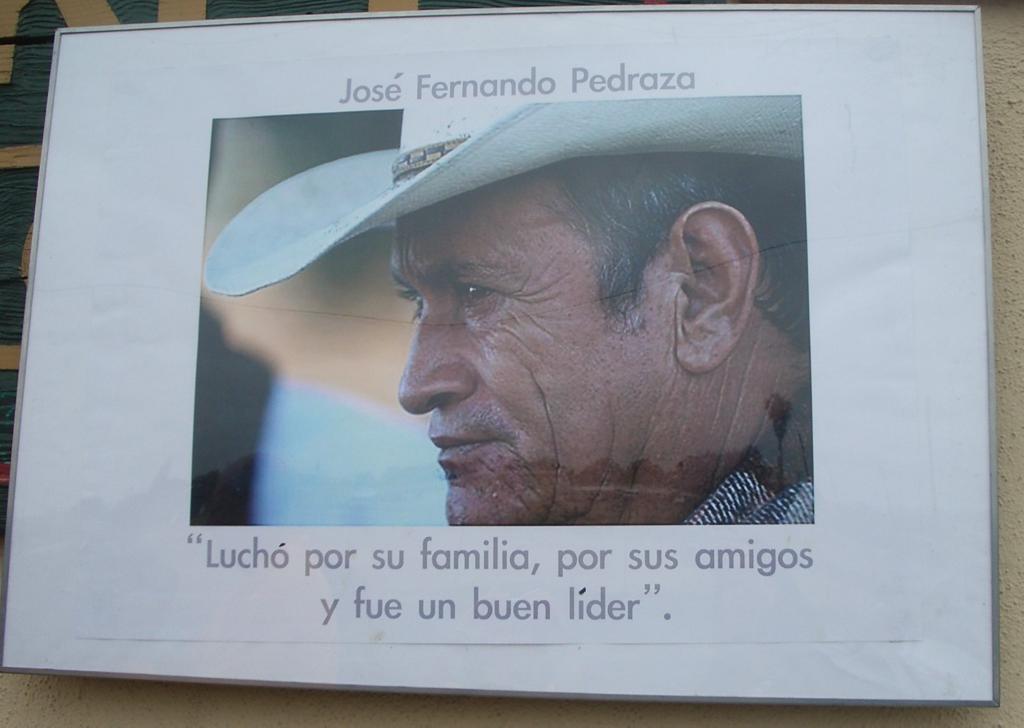 José Fernando Pedraza
“Luchó por su familia, por sus amigos
y fue un buen líder”.